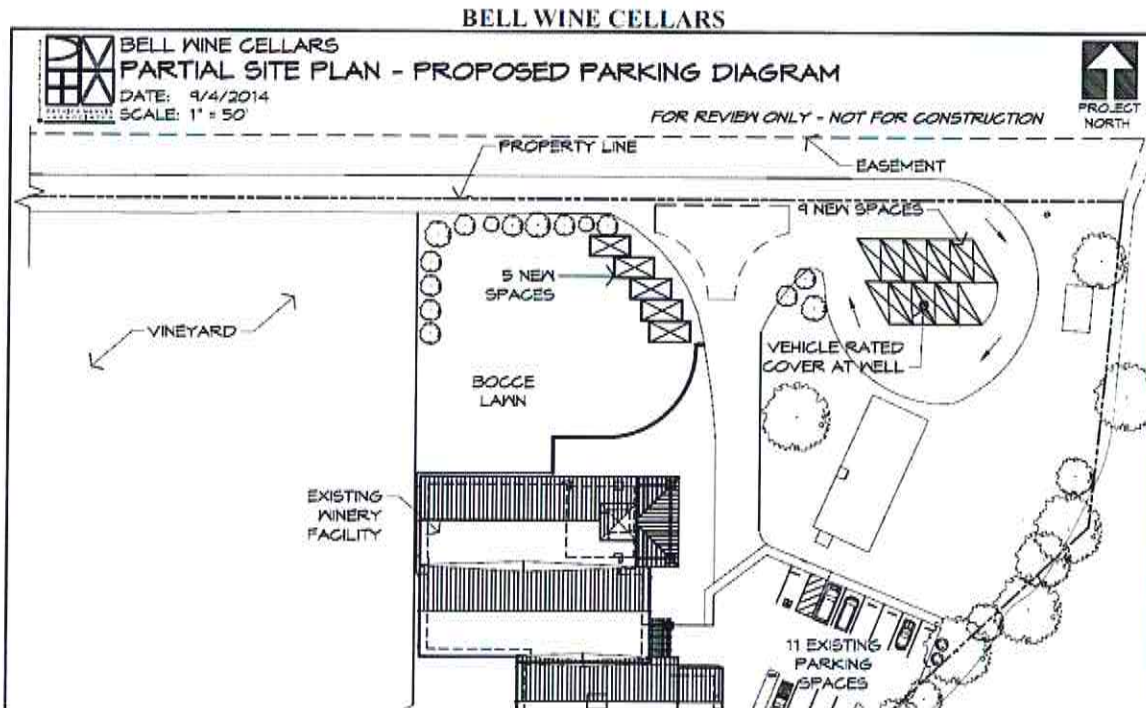 BELL WINE CELLARS
BELL WINE CELLARS
PARTIAL SITE PLAN - PROPOSED PARKING DIAGRAM
DATE: 9/4/2014
SCALE: 1" = 50'
FOR REVIEW ONLY - NOT FOR CONSTRUCTION
PROJECT
NORTH
PROPERTY LINE
EASEMENT
9 NEW SPACES
5 NEW
SPACES
VINEYARD
VEHICLE RATED
COVER AT WELL
BOCCE
LAWN
EXISTING
WINERY
FACILITY
11 EXISTING
PARKING
SPACES